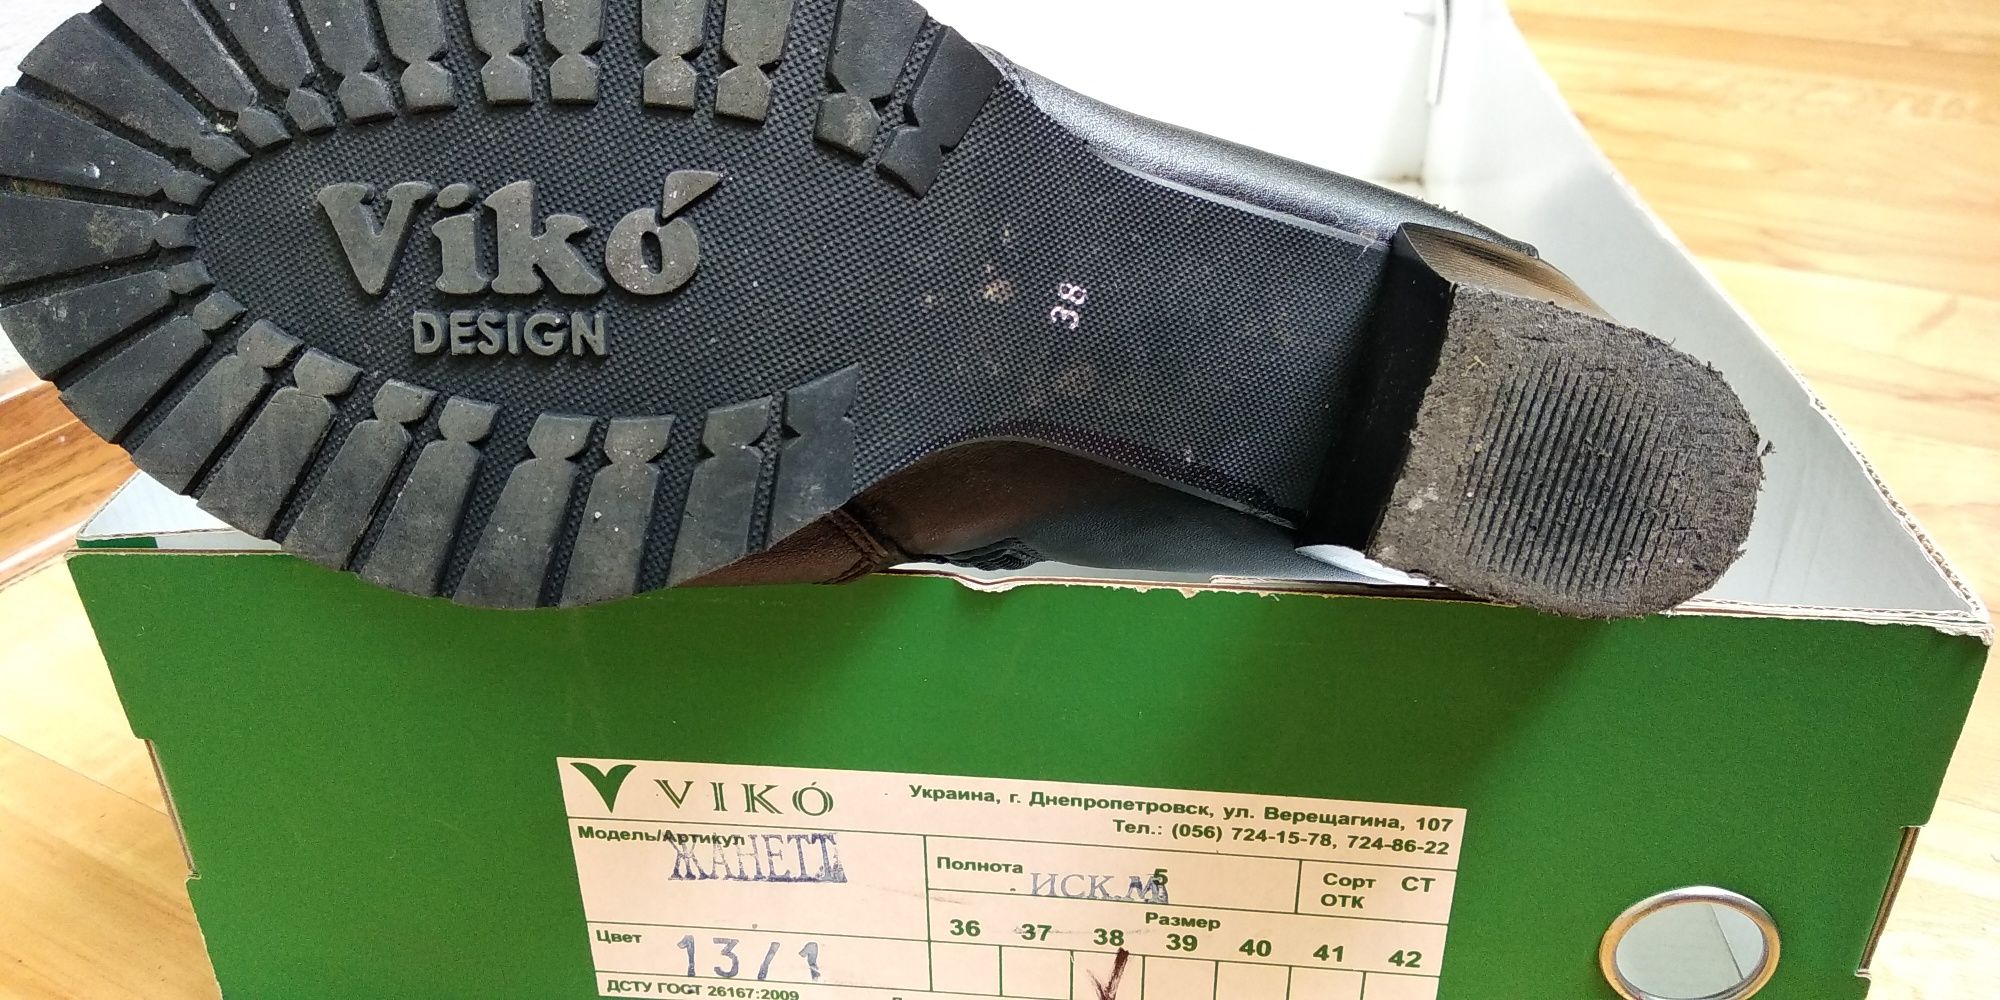 Vikó
DESIGN
38
VIKÓ
Украина, г. Днепропетровск, ул. Верещагина, 107
Тел.: (056) 724-15-78, 724-86-22
Модель/Артикул
ЖАНЕТТ
Полнота 5
ИСК.М
Сорт СТ
ОТК
Размер
36 37 38 39 40 41 42
Цвет 13/1
ДСТУ ГОСТ 26167:2009